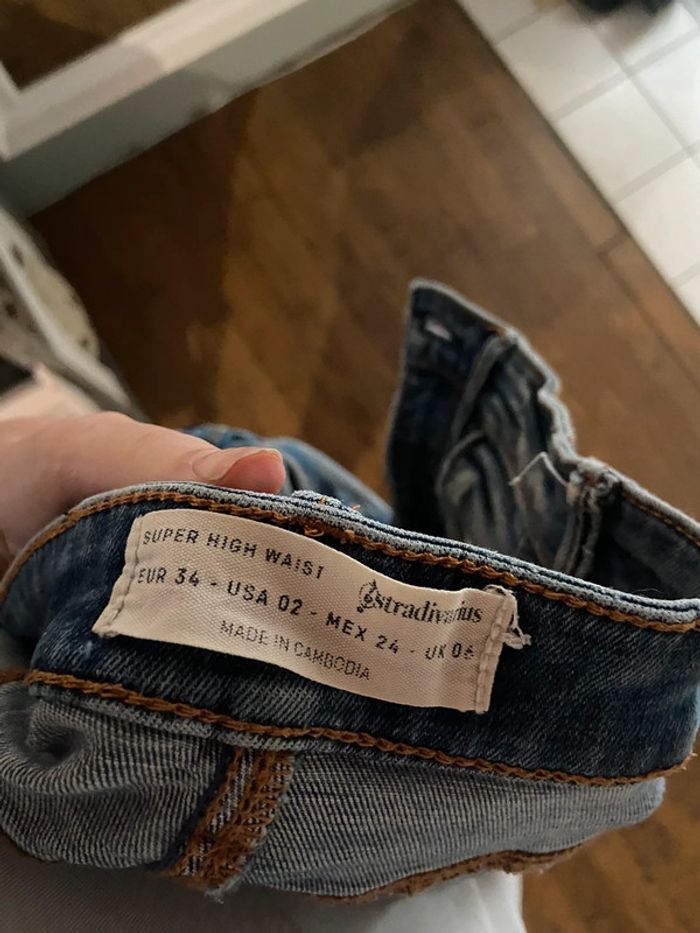 SUPER HIGH WAIST
stradivarius
EUR 34 - USA 02 - MEX 24 - UK 06
MADE IN CAMBODIA